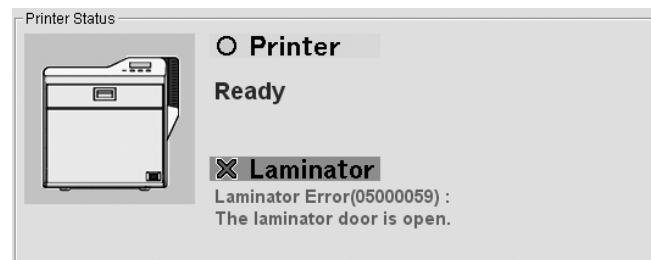 Printer Status
Printer
Ready
Laminator
Laminator Error(05000059) :
The laminator door is open.